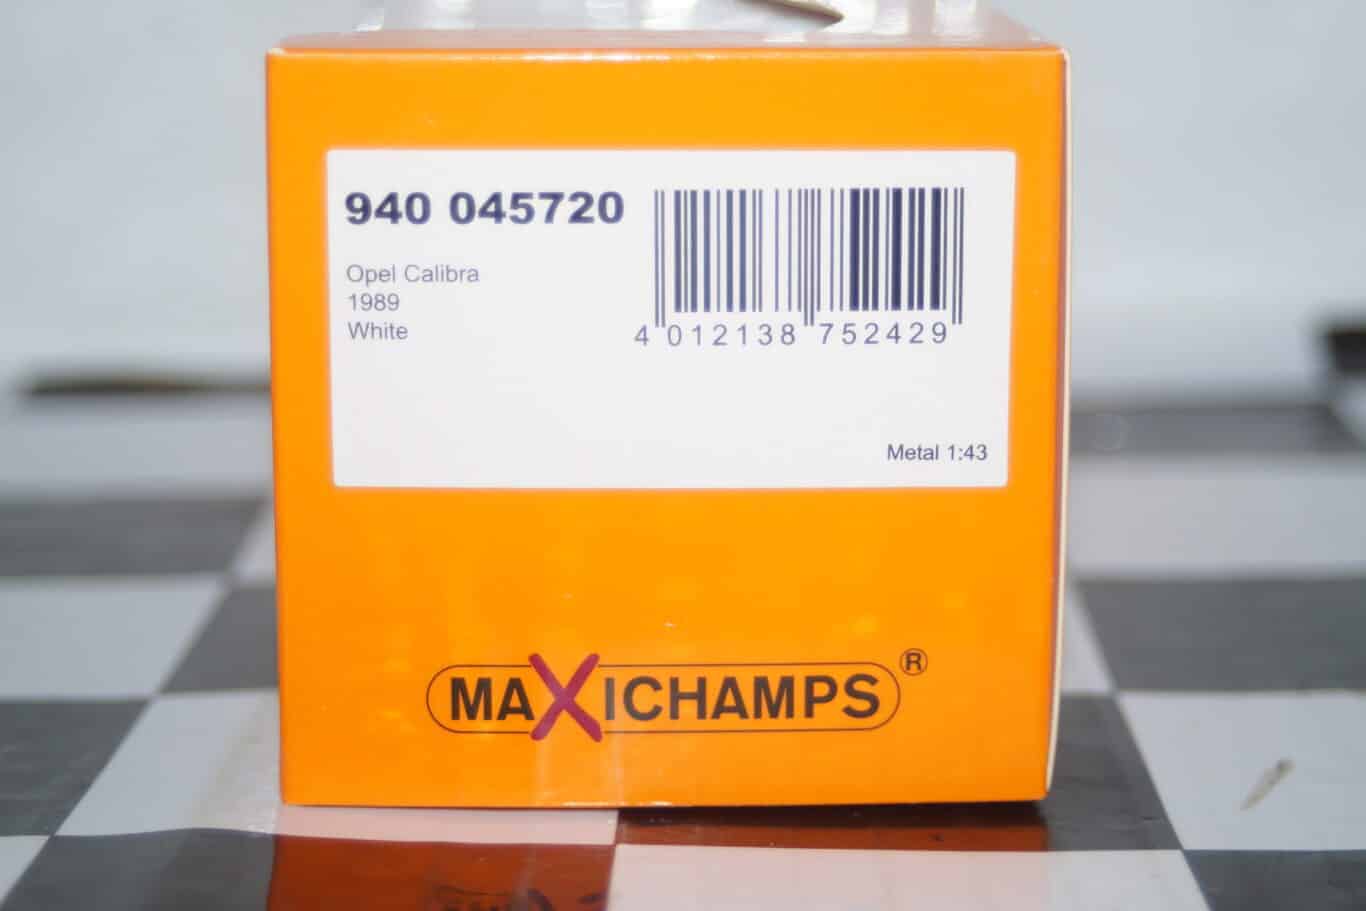 940 045720
Opel Calibra
1989
White
4 012138 752429
Metal 1:43
MAXICHAMPS®